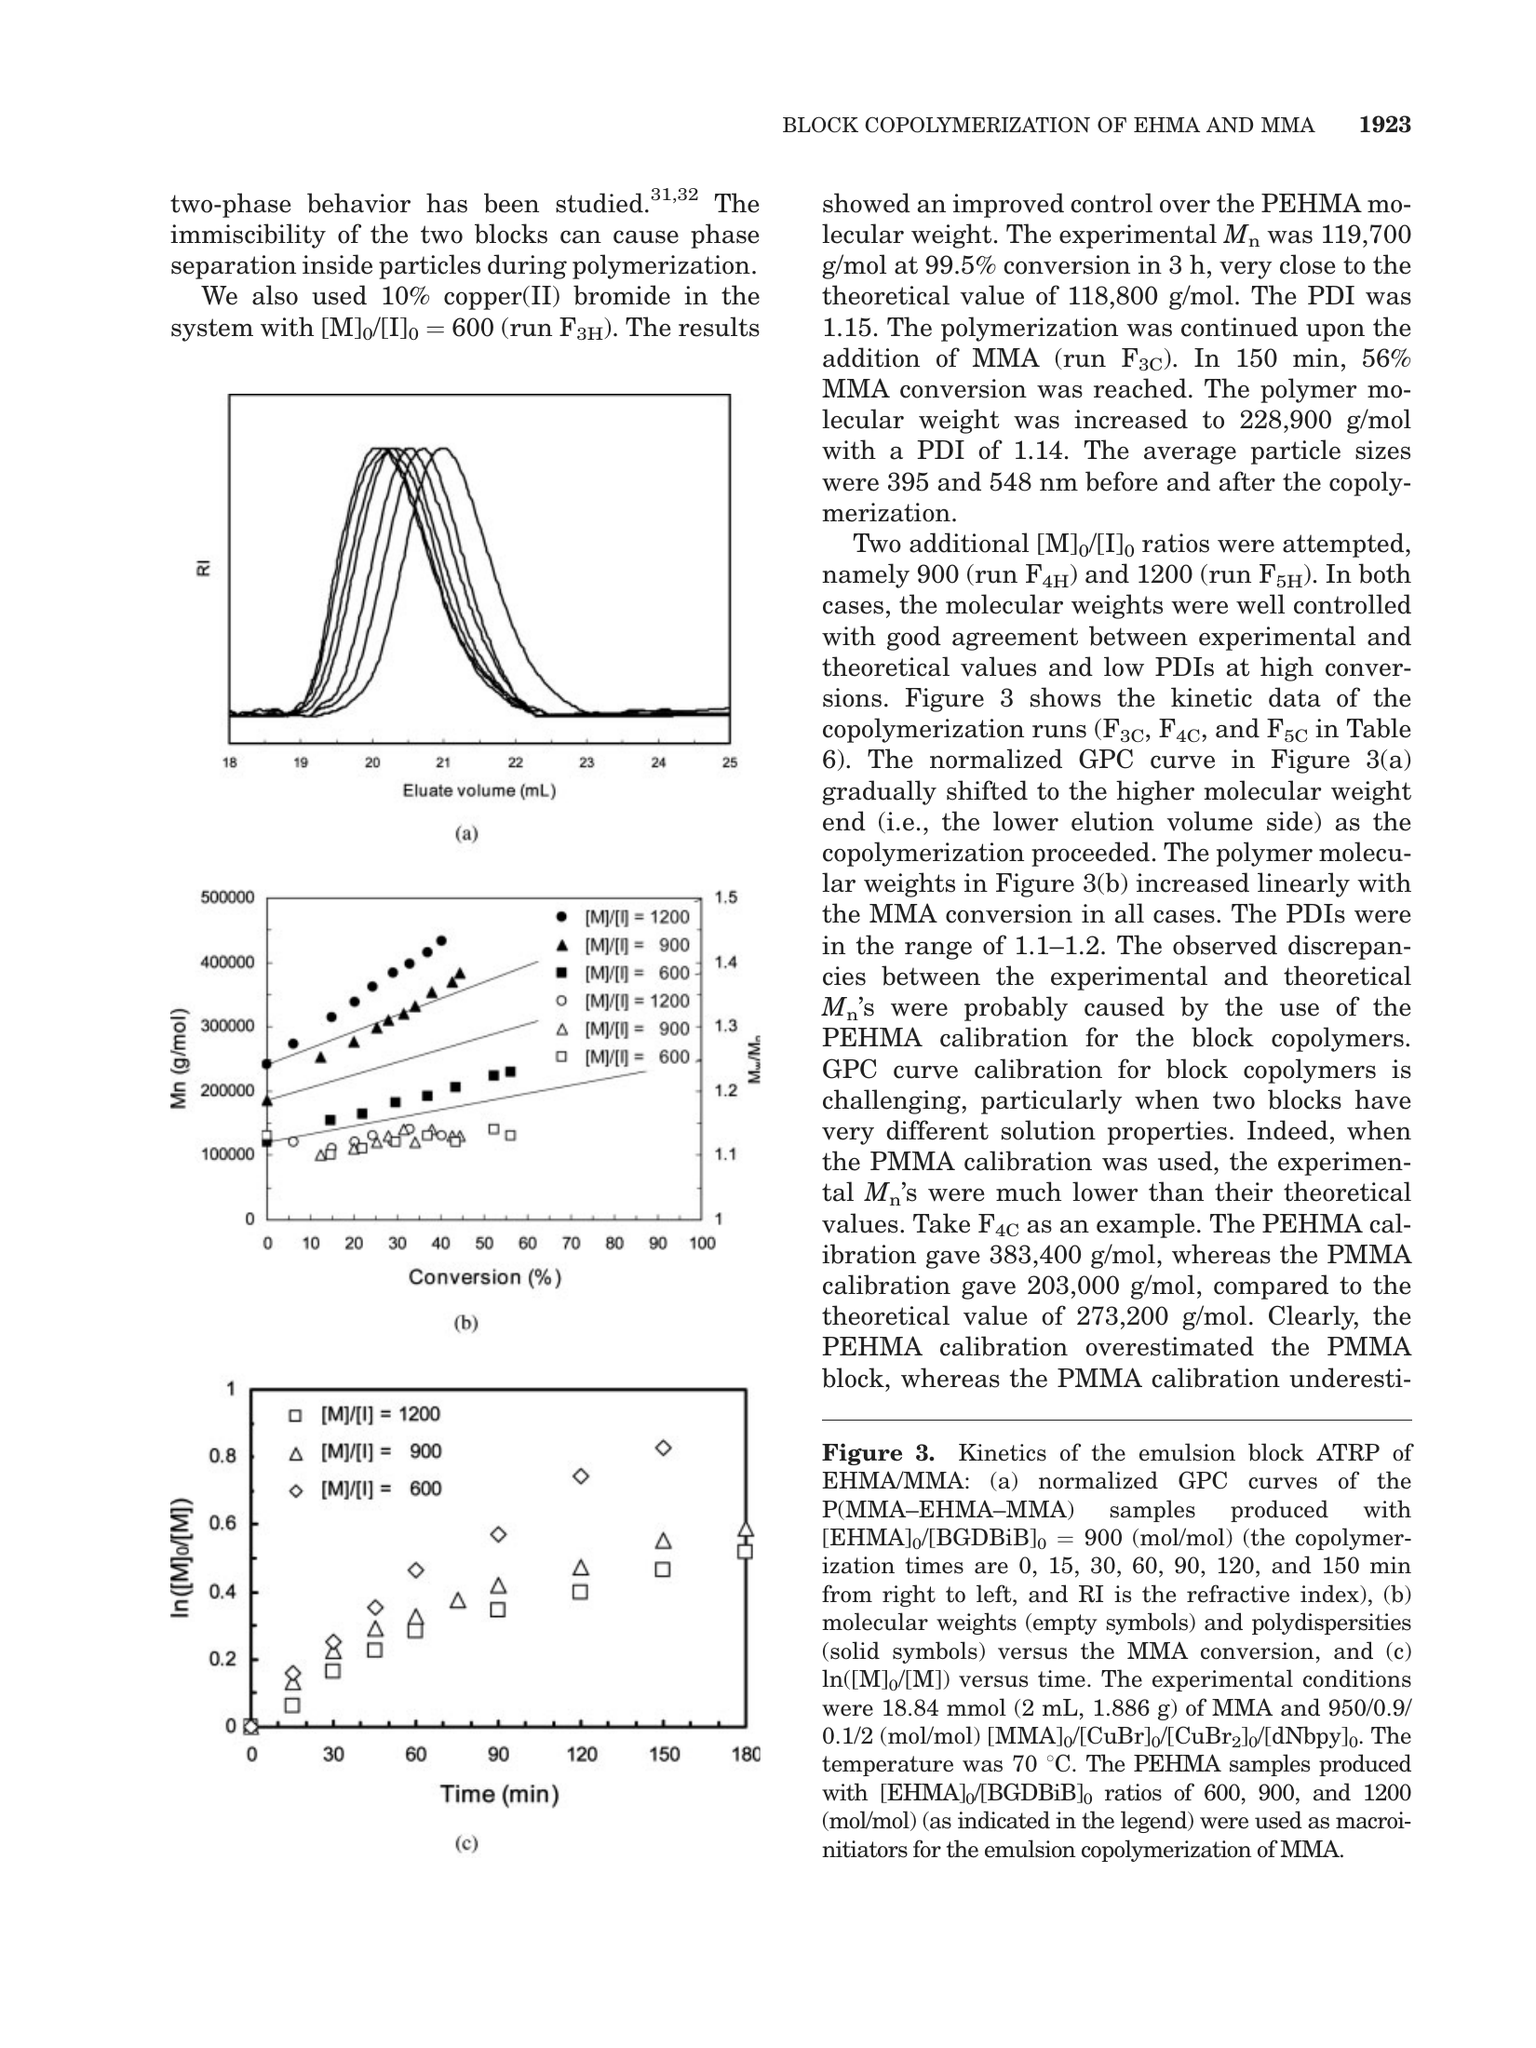 BLOCK COPOLYMERIZATION OF EHMA AND MMA 1923
two-phase behavior has been studied.31,32 The
immiscibility of the two blocks can cause phase
separation inside particles during polymerization.
We also used 10% copper(II) bromide in the
system with [M]0/[I]0 = 600 (run F3H). The results
RI
18 19 20 21 22 23 24 25
Eluate volume (mL)
(a)
500000
400000
300000
200000
100000
0
Mn (g/mol)
1.5
1.4
1.3
1.2
1.1
1
Mw/Mn
[M]/[I] = 1200
[M]/[I] = 900
[M]/[I] = 600
[M]/[I] = 1200
[M]/[I] = 900
[M]/[I] = 600
0 10 20 30 40 50 60 70 80 90 100
Conversion (%)
(b)
1
0.8
0.6
0.4
0.2
0
ln([M]0/[M])
[M]/[I] = 1200
[M]/[I] = 900
[M]/[I] = 600
0 30 60 90 120 150 180
Time (min)
(c)
showed an improved control over the PEHMA mo-
lecular weight. The experimental Mn was 119,700
g/mol at 99.5% conversion in 3 h, very close to the
theoretical value of 118,800 g/mol. The PDI was
1.15. The polymerization was continued upon the
addition of MMA (run F3C). In 150 min, 56%
MMA conversion was reached. The polymer mo-
lecular weight was increased to 228,900 g/mol
with a PDI of 1.14. The average particle sizes
were 395 and 548 nm before and after the copoly-
merization.
Two additional [M]0/[I]0 ratios were attempted,
namely 900 (run F4H) and 1200 (run F5H). In both
cases, the molecular weights were well controlled
with good agreement between experimental and
theoretical values and low PDIs at high conver-
sions. Figure 3 shows the kinetic data of the
copolymerization runs (F3C, F4C, and F5C in Table
6). The normalized GPC curve in Figure 3(a)
gradually shifted to the higher molecular weight
end (i.e., the lower elution volume side) as the
copolymerization proceeded. The polymer molecu-
lar weights in Figure 3(b) increased linearly with
the MMA conversion in all cases. The PDIs were
in the range of 1.1–1.2. The observed discrepan-
cies between the experimental and theoretical
Mn's were probably caused by the use of the
PEHMA calibration for the block copolymers.
GPC curve calibration for block copolymers is
challenging, particularly when two blocks have
very different solution properties. Indeed, when
the PMMA calibration was used, the experimen-
tal Mn's were much lower than their theoretical
values. Take F4C as an example. The PEHMA cal-
ibration gave 383,400 g/mol, whereas the PMMA
calibration gave 203,000 g/mol, compared to the
theoretical value of 273,200 g/mol. Clearly, the
PEHMA calibration overestimated the PMMA
block, whereas the PMMA calibration underesti-
Figure 3. Kinetics of the emulsion block ATRP of
EHMA/MMA: (a) normalized GPC curves of the
P(MMA–EHMA–MMA) samples produced with
[EHMA]0/[BGDBiB]0 = 900 (mol/mol) (the copolymer-
ization times are 0, 15, 30, 60, 90, 120, and 150 min
from right to left, and RI is the refractive index), (b)
molecular weights (empty symbols) and polydispersities
(solid symbols) versus the MMA conversion, and (c)
ln([M]0/[M]) versus time. The experimental conditions
were 18.84 mmol (2 mL, 1.886 g) of MMA and 950/0.9/
0.1/2 (mol/mol) [MMA]0/[CuBr]0/[CuBr2]0/[dNbpy]0. The
temperature was 70 °C. The PEHMA samples produced
with [EHMA]0/[BGDBiB]0 ratios of 600, 900, and 1200
(mol/mol) (as indicated in the legend) were used as macroi-
nitiators for the emulsion copolymerization of MMA.